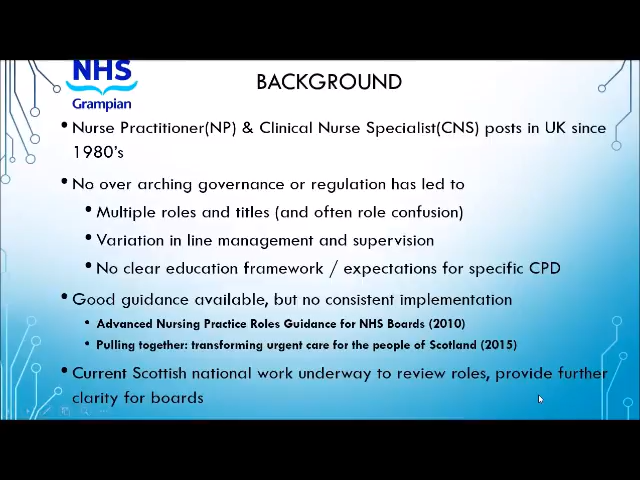 NHS
Grampian
BACKGROUND
• Nurse Practitioner(NP) & Clinical Nurse Specialist(CNS) posts in UK since
1980's
• No over arching governance or regulation has led to
• Multiple roles and titles (and often role confusion)
• Variation in line management and supervision
• No clear education framework / expectations for specific CPD
• Good guidance available, but no consistent implementation
• Advanced Nursing Practice Roles Guidance for NHS Boards (2010)
• Pulling together: transforming urgent care for the people of Scotland (2015)
• Current Scottish national work underway to review roles, provide further
clarity for boards